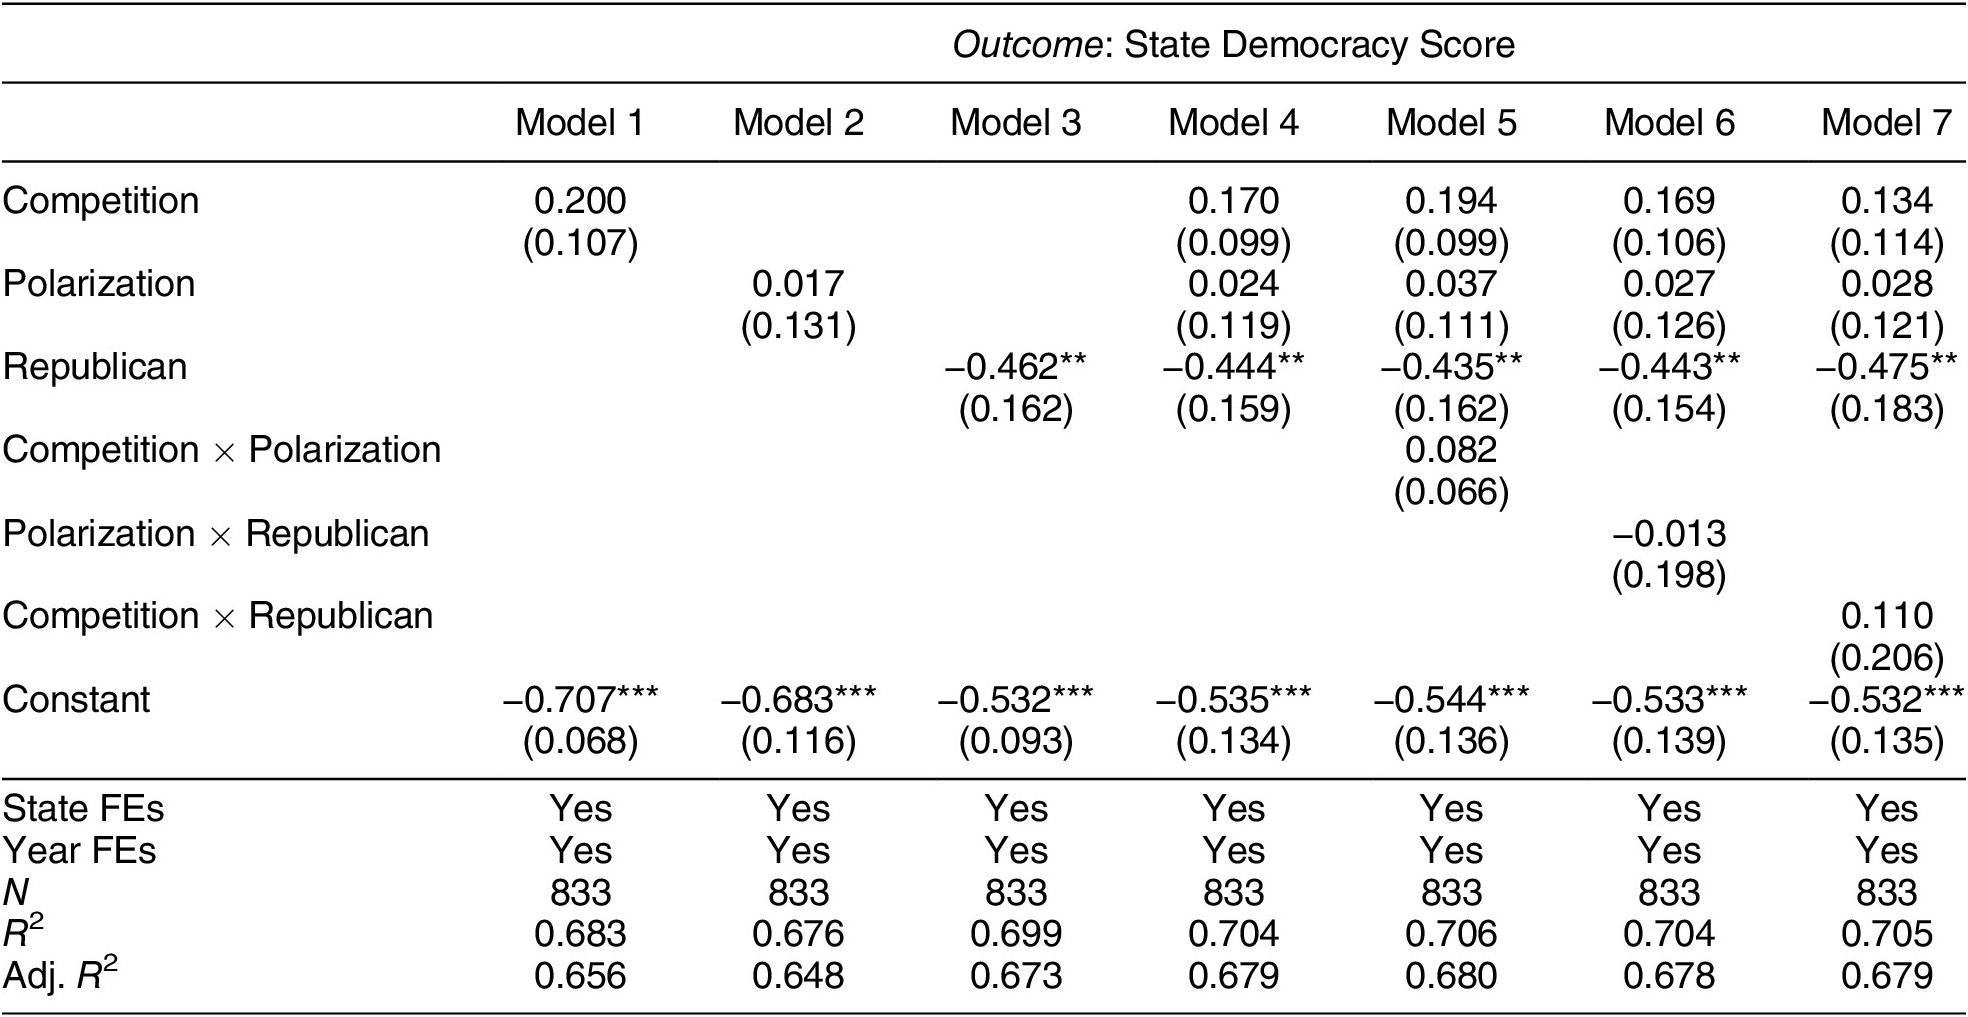 Outcome: State Democracy Score
Model 1 Model 2 Model 3 Model 4 Model 5 Model 6 Model 7
Competition 0.200 0.170 0.194 0.169 0.134
(0.107) (0.099) (0.099) (0.106) (0.114)
Polarization 0.017 0.024 0.037 0.027 0.028
(0.131) (0.119) (0.111) (0.126) (0.121)
Republican −0.462** −0.444** −0.435** −0.443** −0.475**
(0.162) (0.159) (0.162) (0.154) (0.183)
Competition × Polarization 0.082
(0.066)
Polarization × Republican −0.013
(0.198)
Competition × Republican 0.110
(0.206)
Constant −0.707*** −0.683*** −0.532*** −0.535*** −0.544*** −0.533*** −0.532***
(0.068) (0.116) (0.093) (0.134) (0.136) (0.139) (0.135)
State FEs Yes Yes Yes Yes Yes Yes Yes
Year FEs Yes Yes Yes Yes Yes Yes Yes
N 833 833 833 833 833 833 833
R² 0.683 0.676 0.699 0.704 0.706 0.704 0.705
Adj. R² 0.656 0.648 0.673 0.679 0.680 0.678 0.679